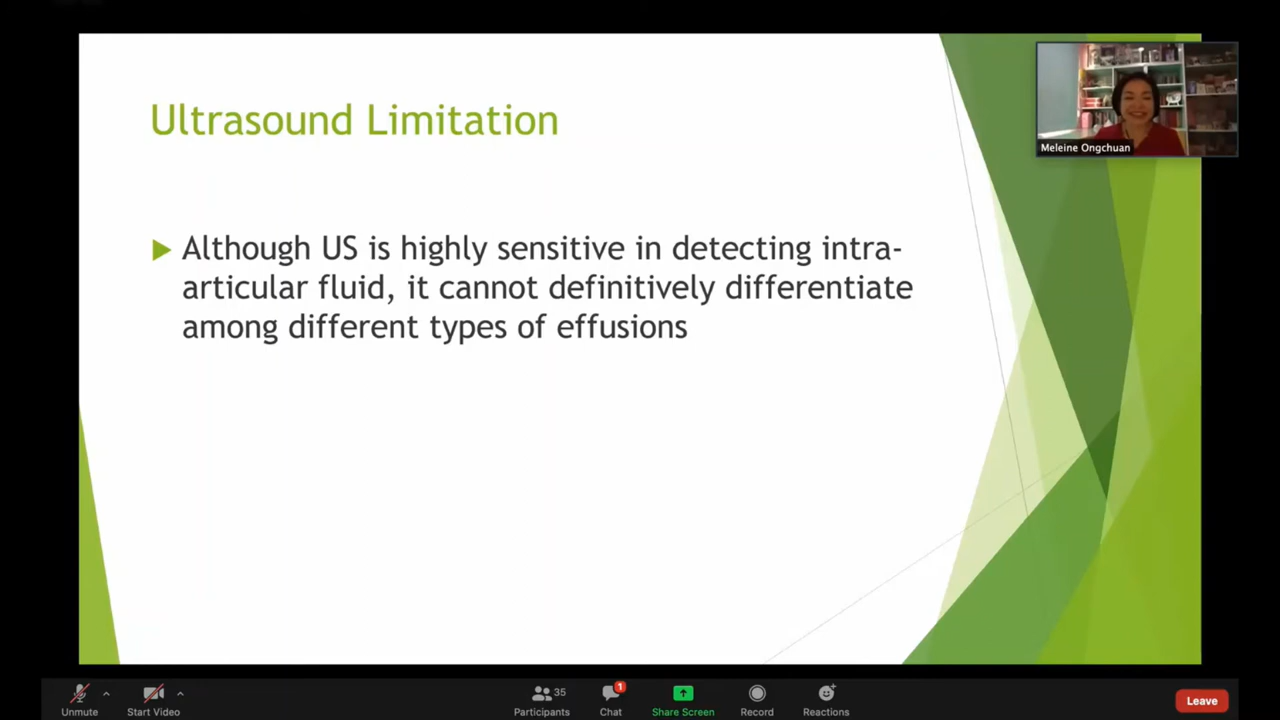 Ultrasound Limitation
Although US is highly sensitive in detecting intra-
articular fluid, it cannot definitively differentiate
among different types of effusions
Meleine Ongchuan
Unmute
Start Video
35
Participants
1
Chat
Share Screen
Record
Reactions
Leave